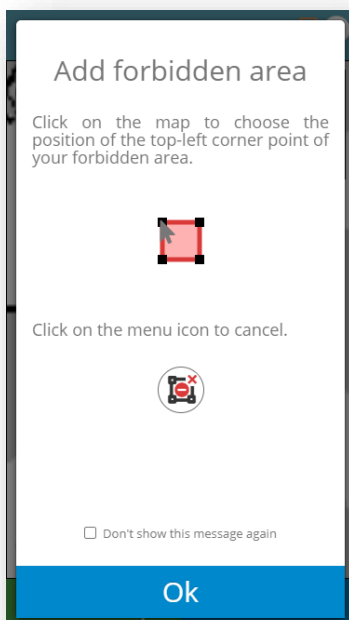 Add forbidden area
Click on the map to choose the
position of the top-left corner point of
your forbidden area.
Click on the menu icon to cancel.
Don't show this message again
Ok